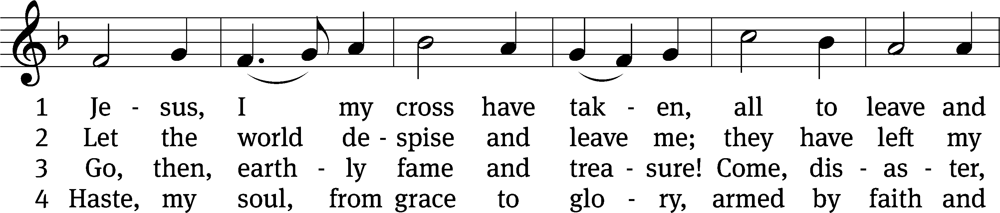 1 Je - sus, I my cross have tak - en, all to leave and
2 Let the world de - spise and leave me; they have left my
3 Go, then, earth - ly fame and trea - sure! Come, dis - as - ter,
4 Haste, my soul, from grace to glo - ry, armed by faith and